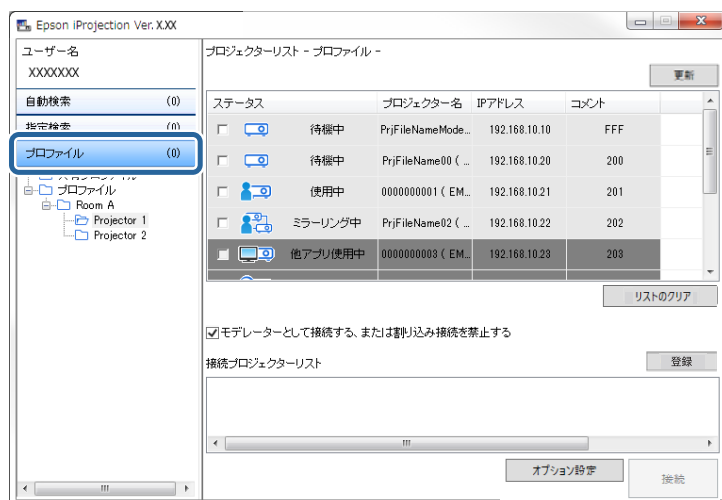 Epson iProjection Ver. X.XX
ユーザー名
XXXXXXX
自動検索 (0)
指定検索 (0)
プロファイル (0)
共有プロファイル
プロファイル
Room A
Projector 1
Projector 2
プロジェクターリスト - プロファイル -
更新
ステータス プロジェクター名 IPアドレス コメント
待機中 PrjFileNameMode... 192.168.10.10 FFF
待機中 PrjFileName00 ( ... 192.168.10.20 200
使用中 0000000001 ( EM... 192.168.10.21 201
ミラーリング中 PrjFileName02 ( ... 192.168.10.22 202
他アプリ使用中 0000000003 ( EM... 192.168.10.23 203
リストのクリア
モデレーターとして接続する、または割り込み接続を禁止する
接続プロジェクターリスト
登録
オプション設定
接続